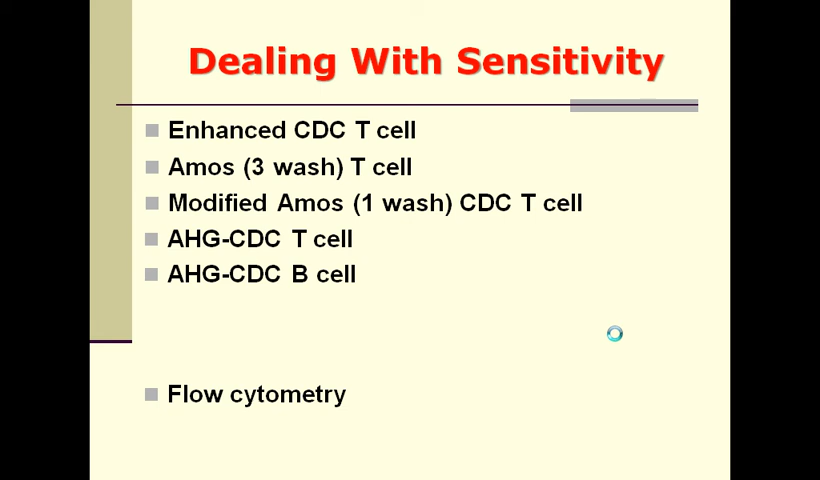 Dealing With Sensitivity
Enhanced CDC T cell
Amos (3 wash) T cell
Modified Amos (1 wash) CDC T cell
AHG-CDC T cell
AHG-CDC B cell
Flow cytometry